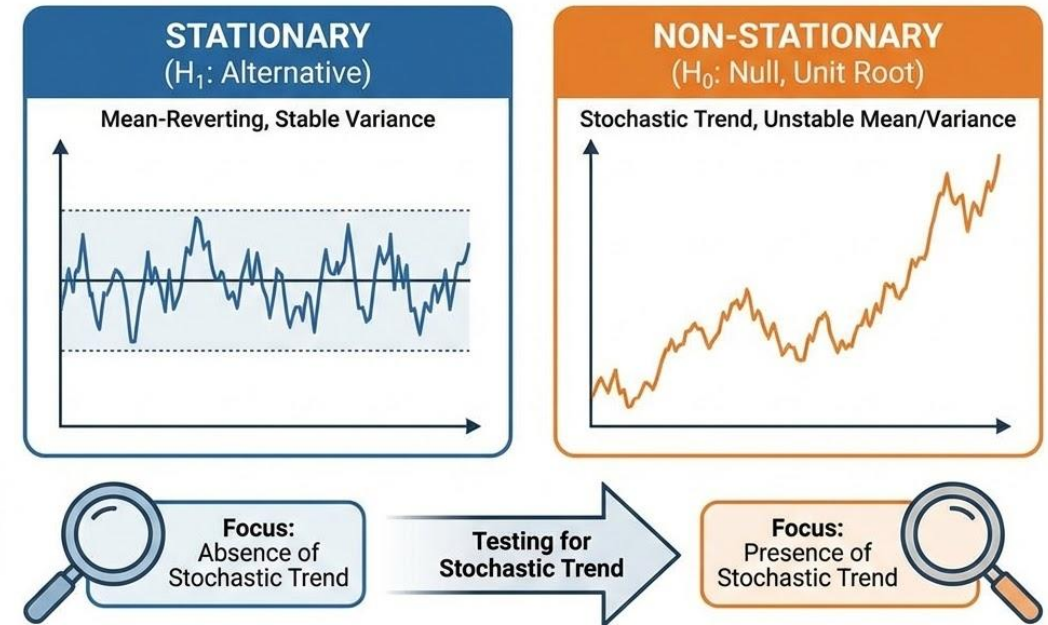 STATIONARY
(H₁: Alternative)
Mean-Reverting, Stable Variance
NON-STATIONARY
(H₀: Null, Unit Root)
Stochastic Trend, Unstable Mean/Variance
Focus:
Absence of
Stochastic Trend
Testing for
Stochastic Trend
Focus:
Presence of
Stochastic Trend